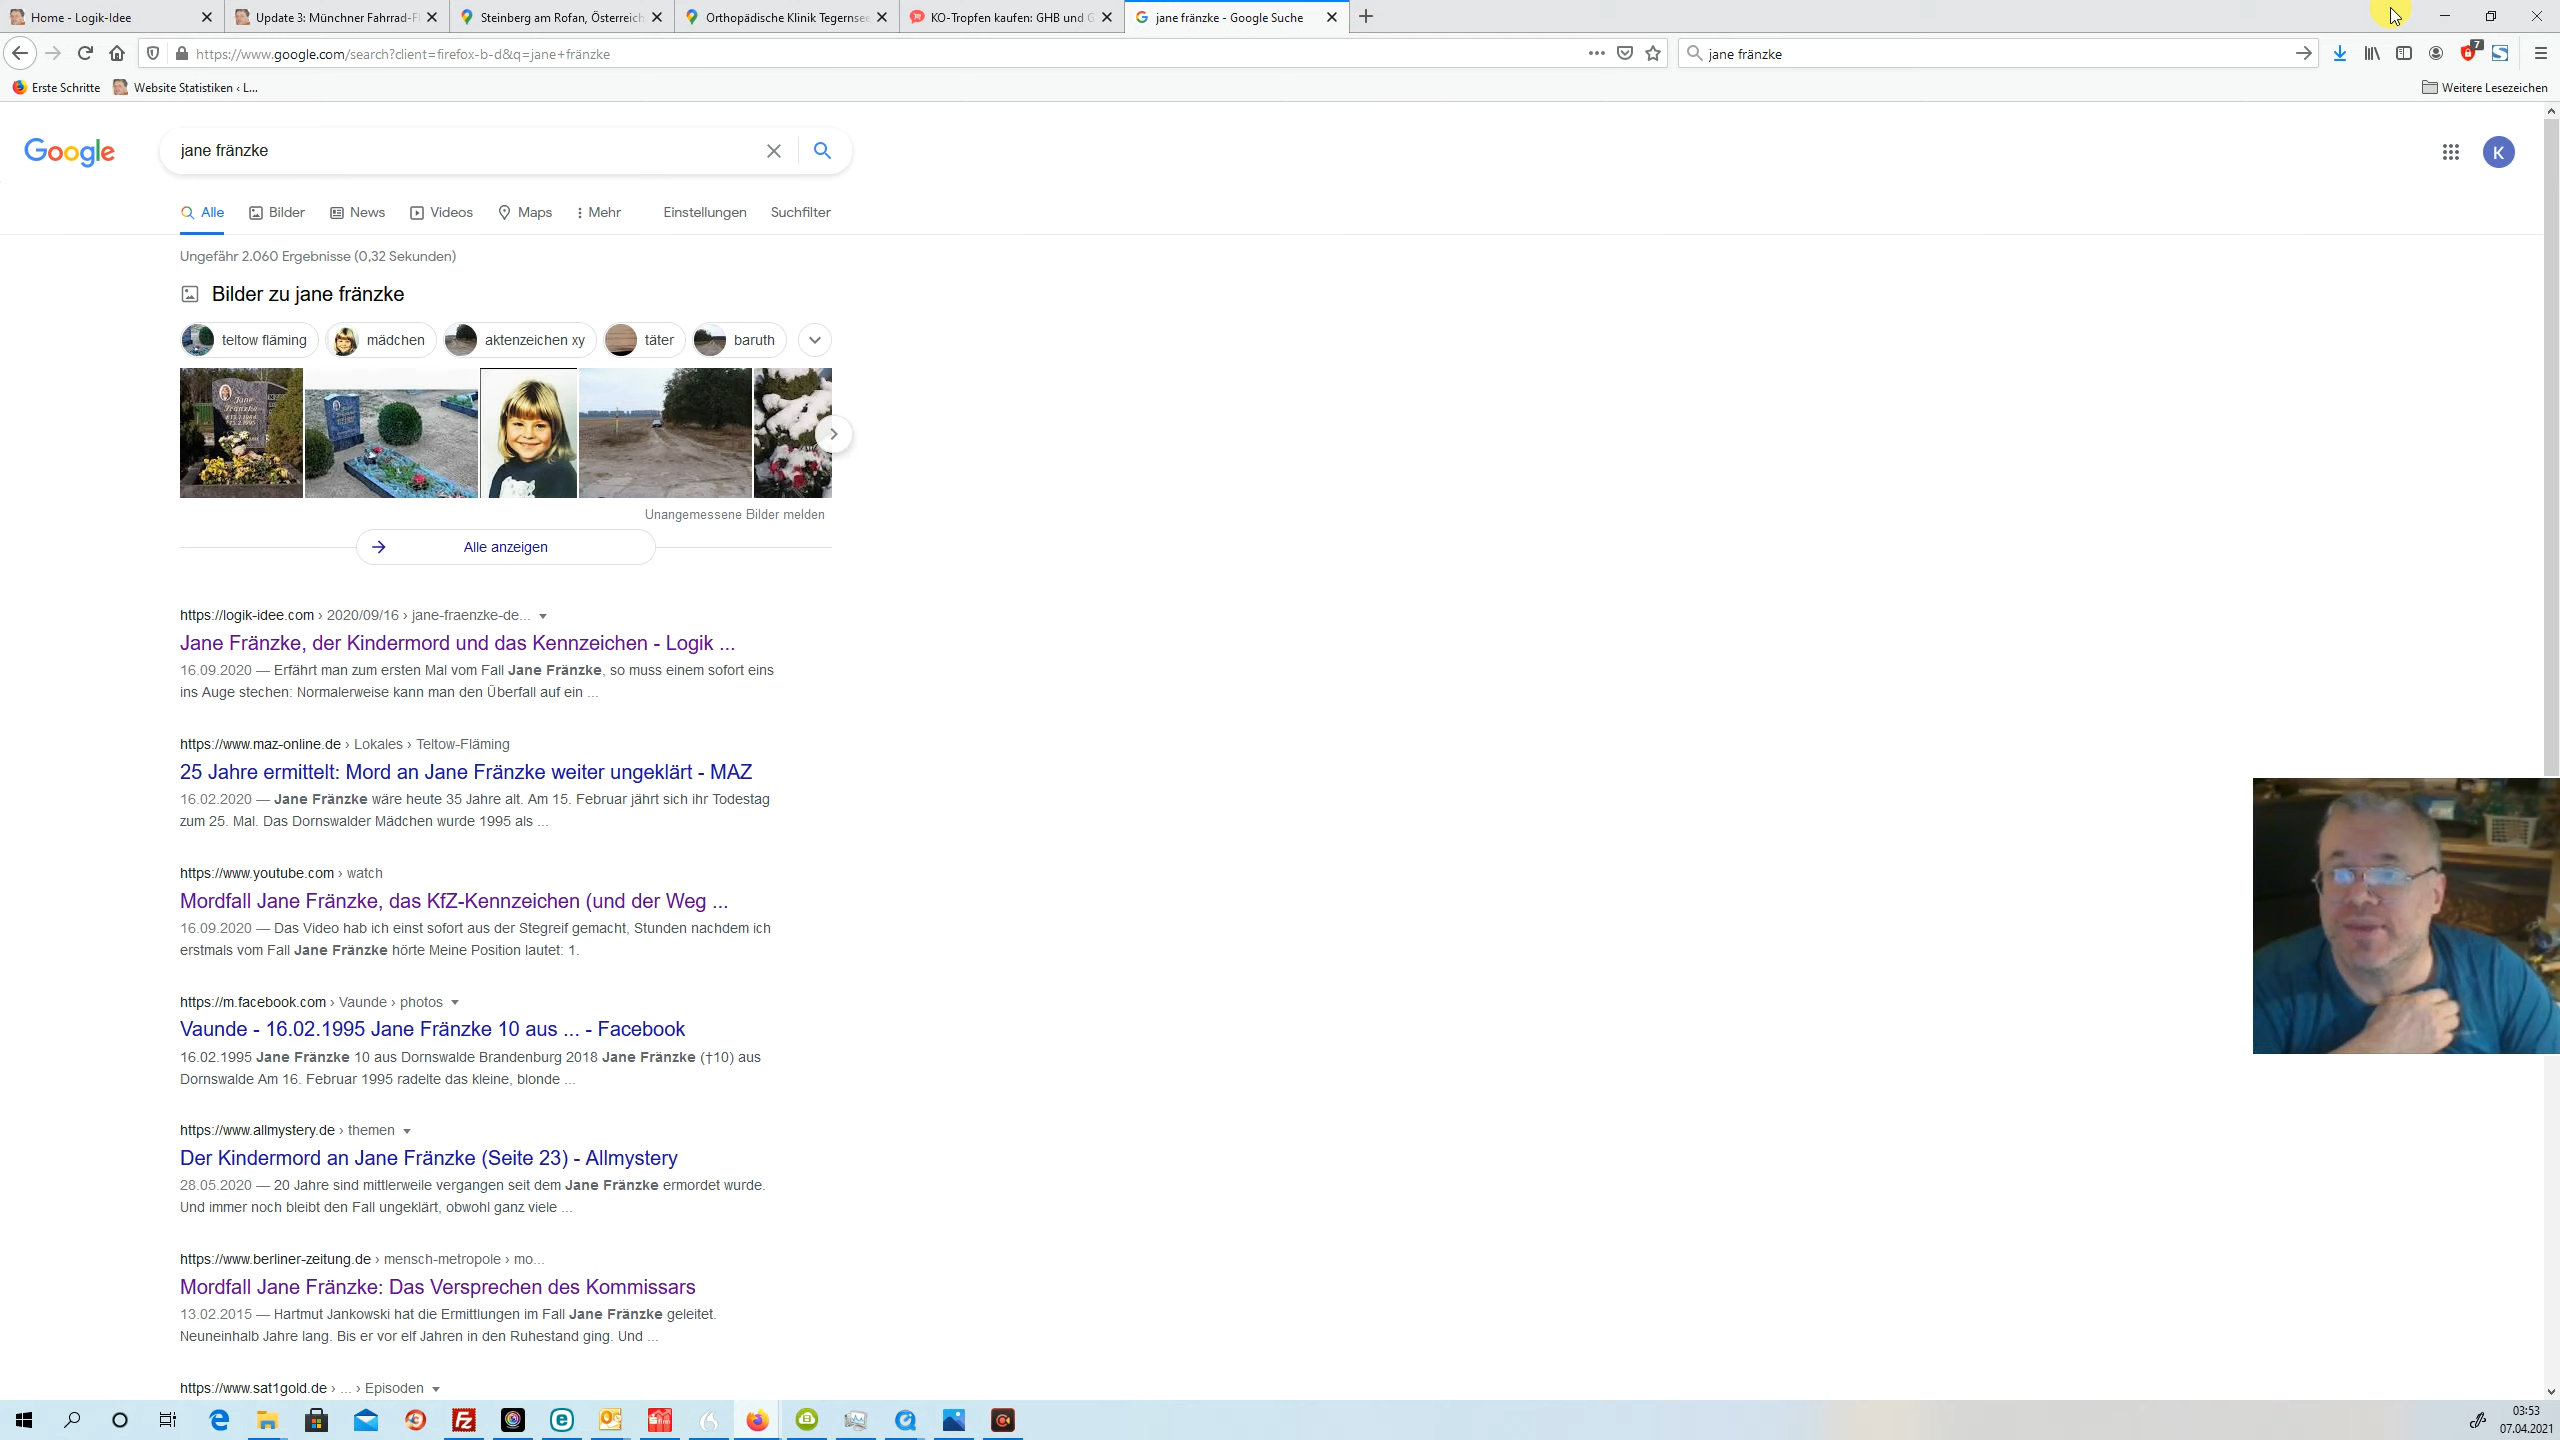 Home - Logik-Idee
Update 3: Münchner Fahrrad-F
Steinberg am Rofan, Österreich
Orthopädische Klinik Tegernsee
KO-Tropfen kaufen: GHB und G
jane fränzke - Google Suche
https://www.google.com/search?client=firefox-b-d&q=jane+fränzke
jane fränzke
7
Erste Schritte
Website Statistiken ‹ L...
Weitere Lesezeichen
Google
jane fränzke
K
Alle
Bilder
News
Videos
Maps
Mehr
Einstellungen
Suchfilter
Ungefähr 2.060 Ergebnisse (0,32 Sekunden)
Bilder zu jane fränzke
teltow fläming
mädchen
aktenzeichen xy
täter
baruth
Jane
Fränzke
Unangemessene Bilder melden
Alle anzeigen
https://logik-idee.com › 2020/09/16 › jane-fraenzke-de...
Jane Fränzke, der Kindermord und das Kennzeichen - Logik ...
16.09.2020 — Erfährt man zum ersten Mal vom Fall Jane Fränzke, so muss einem sofort eins
ins Auge stechen: Normalerweise kann man den Überfall auf ein ...
https://www.maz-online.de › Lokales › Teltow-Fläming
25 Jahre ermittelt: Mord an Jane Fränzke weiter ungeklärt - MAZ
16.02.2020 — Jane Fränzke wäre heute 35 Jahre alt. Am 15. Februar jährt sich ihr Todestag
zum 25. Mal. Das Dornswalder Mädchen wurde 1995 als ...
https://www.youtube.com › watch
Mordfall Jane Fränzke, das KfZ-Kennzeichen (und der Weg ...
16.09.2020 — Das Video hab ich einst sofort aus der Stegreif gemacht, Stunden nachdem ich
erstmals vom Fall Jane Fränzke hörte Meine Position lautet: 1.
https://m.facebook.com › Vaunde › photos
Vaunde - 16.02.1995 Jane Fränzke 10 aus ... - Facebook
16.02.1995 Jane Fränzke 10 aus Dornswalde Brandenburg 2018 Jane Fränzke (†10) aus
Dornswalde Am 16. Februar 1995 radelte das kleine, blonde ...
https://www.allmystery.de › themen
Der Kindermord an Jane Fränzke (Seite 23) - Allmystery
28.05.2020 — 20 Jahre sind mittlerweile vergangen seit dem Jane Fränzke ermordet wurde.
Und immer noch bleibt den Fall ungeklärt, obwohl ganz viele ...
https://www.berliner-zeitung.de › mensch-metropole › mo...
Mordfall Jane Fränzke: Das Versprechen des Kommissars
13.02.2015 — Hartmut Jankowski hat die Ermittlungen im Fall Jane Fränzke geleitet.
Neuneinhalb Jahre lang. Bis er vor elf Jahren in den Ruhestand ging. Und ...
https://www.sat1gold.de › ... › Episoden
03:53
07.04.2021